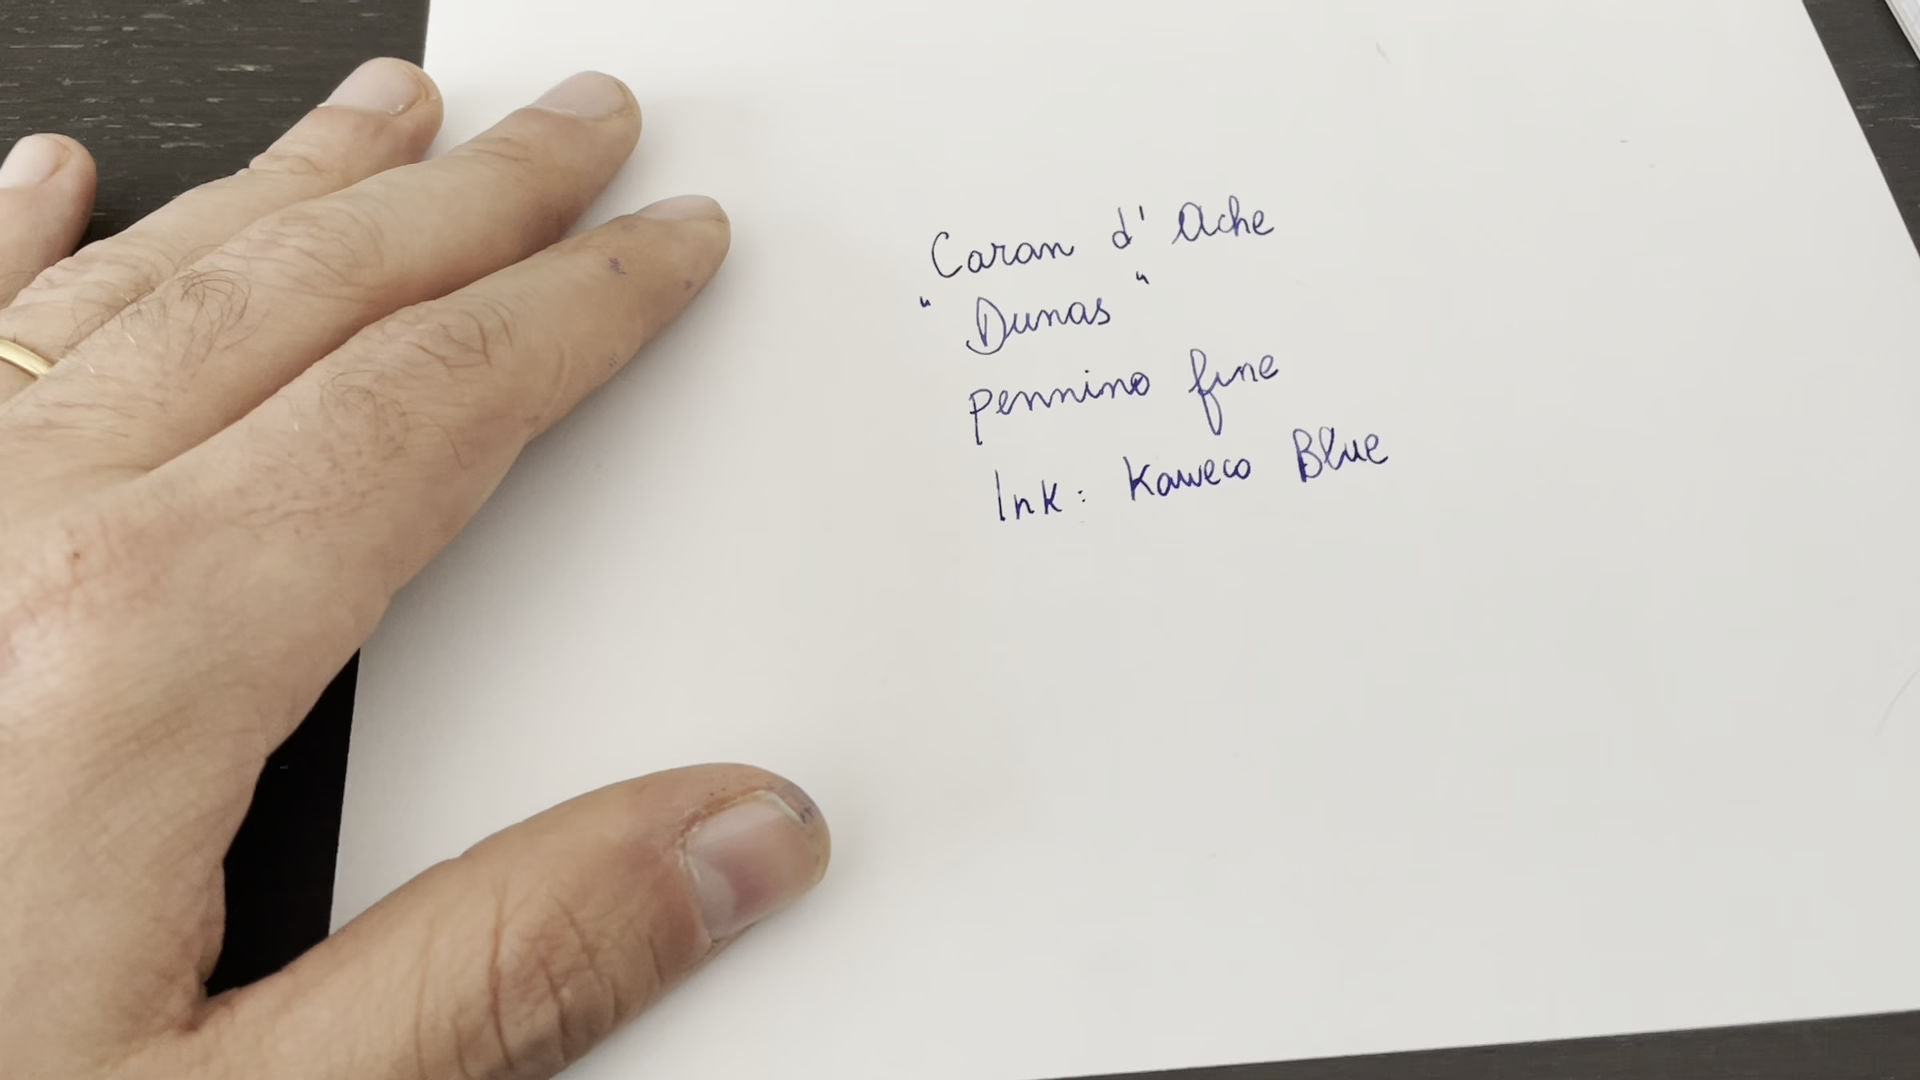 Caran d'Ache
"Dunas"
pennino fine
Ink: Kaweco Blue